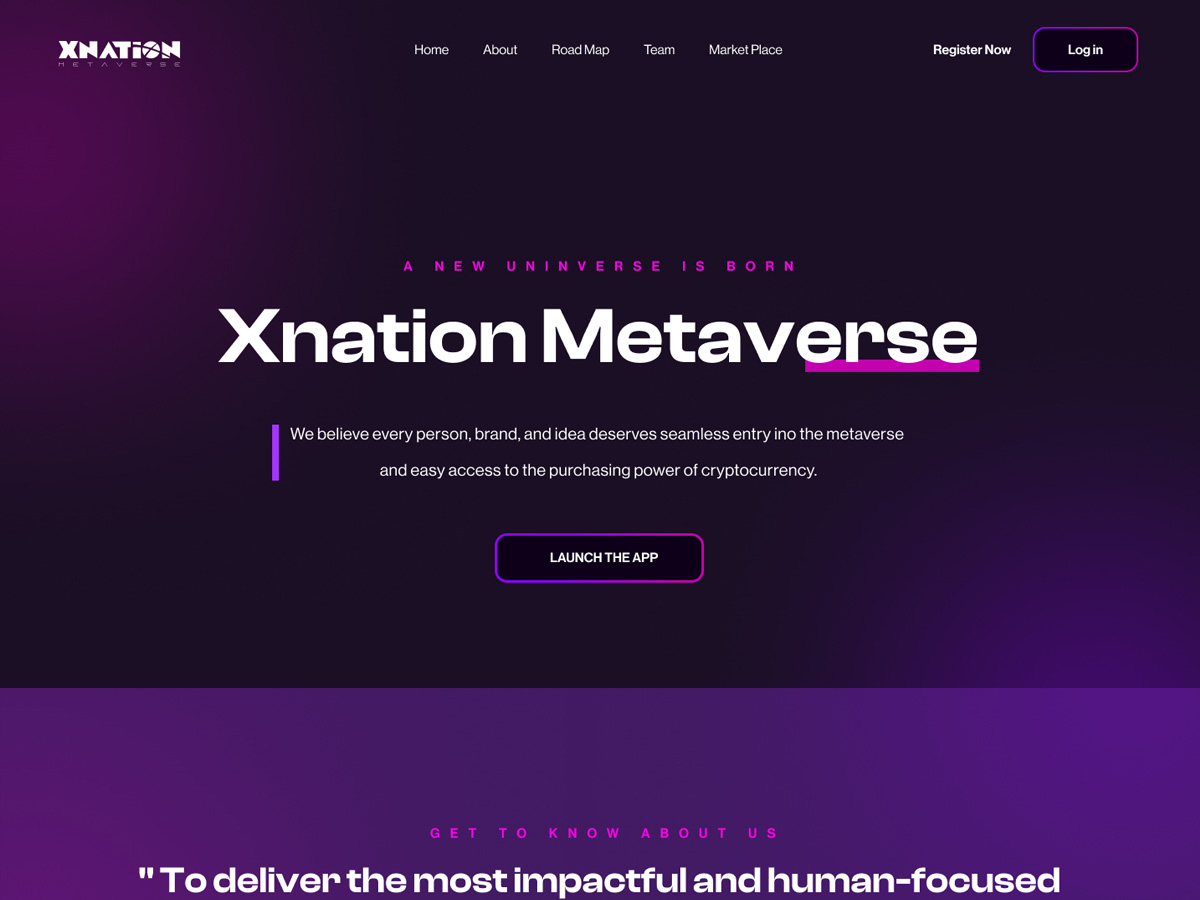 XNATION
METAVERSE
Home About Road Map Team Market Place Register Now Log in
A NEW UNINVERSE IS BORN
Xnation Metaverse
We believe every person, brand, and idea deserves seamless entry ino the metaverse
and easy access to the purchasing power of cryptocurrency.
LAUNCH THE APP
GET TO KNOW ABOUT US
" To deliver the most impactful and human-focused